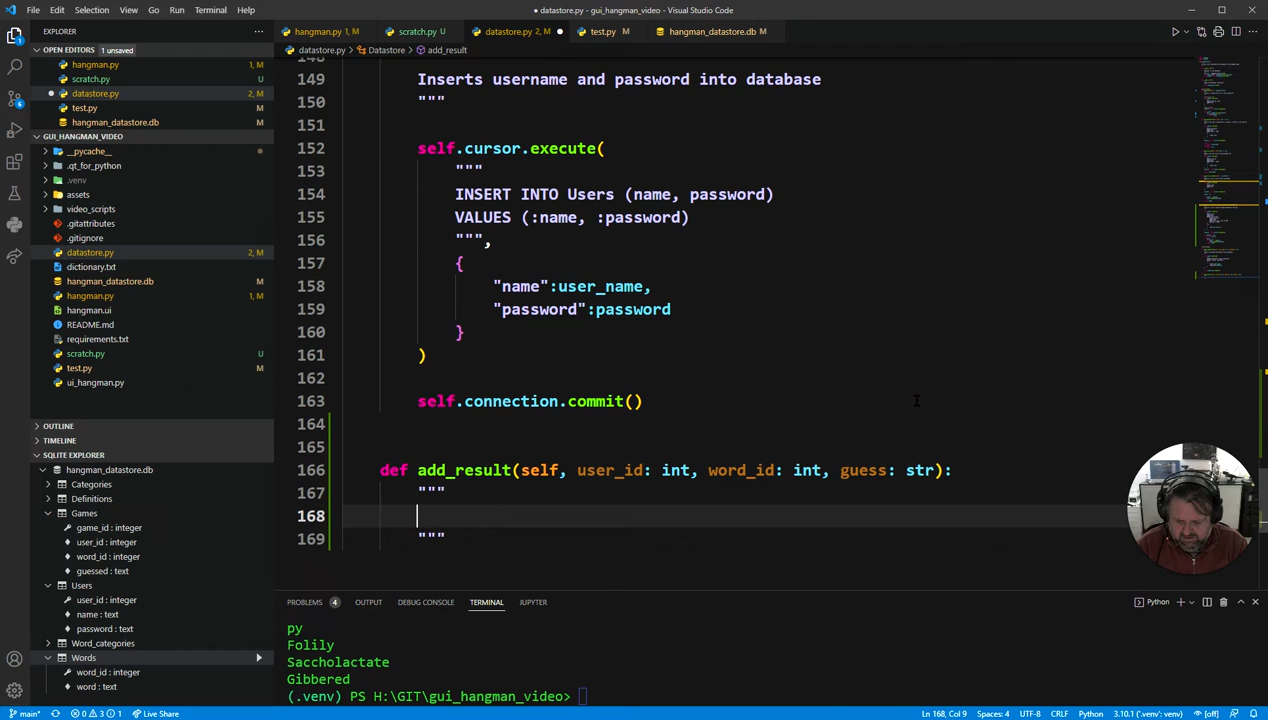 File Edit Selection View Go Run Terminal Help
● datastore.py - gui_hangman_video - Visual Studio Code
EXPLORER
OPEN EDITORS 1 unsaved
hangman.py 1, M
scratch.py U
● datastore.py 2, M
test.py M
hangman_datastore.db M
GUI_HANGMAN_VIDEO
__pycache__
.qt_for_python
.venv
assets
video_scripts
.gitattributes
.gitignore
datastore.py 2, M
dictionary.txt
hangman_datastore.db M
hangman.py 1, M
hangman.ui
README.md
requirements.txt
scratch.py U
test.py M
ui_hangman.py
OUTLINE
TIMELINE
SQLITE EXPLORER
hangman_datastore.db
Categories
Definitions
Games
game_id : integer
user_id : integer
word_id : integer
guessed : text
Users
user_id : integer
name : text
password : text
Word_categories
Words
word_id : integer
word : text
hangman.py 1, M scratch.py U datastore.py 2, M ● test.py M hangman_datastore.db M
datastore.py > Datastore > add_result
148
149 Inserts username and password into database
150 """
151
152 self.cursor.execute(
153 """
154 INSERT INTO Users (name, password)
155 VALUES (:name, :password)
156 """,
157 {
158 "name":user_name,
159 "password":password
160 }
161 )
162
163 self.connection.commit()
164
165
166 def add_result(self, user_id: int, word_id: int, guess: str):
167 """
168
169 """
PROBLEMS 4 OUTPUT DEBUG CONSOLE TERMINAL JUPYTER
Python
py
Folily
Saccholactate
Gibbered
(.venv) PS H:\GIT\gui_hangman_video>
main* 0 3 1 Live Share
Ln 168, Col 9 Spaces: 4 UTF-8 CRLF Python 3.10.1 ('.venv': venv) [off]